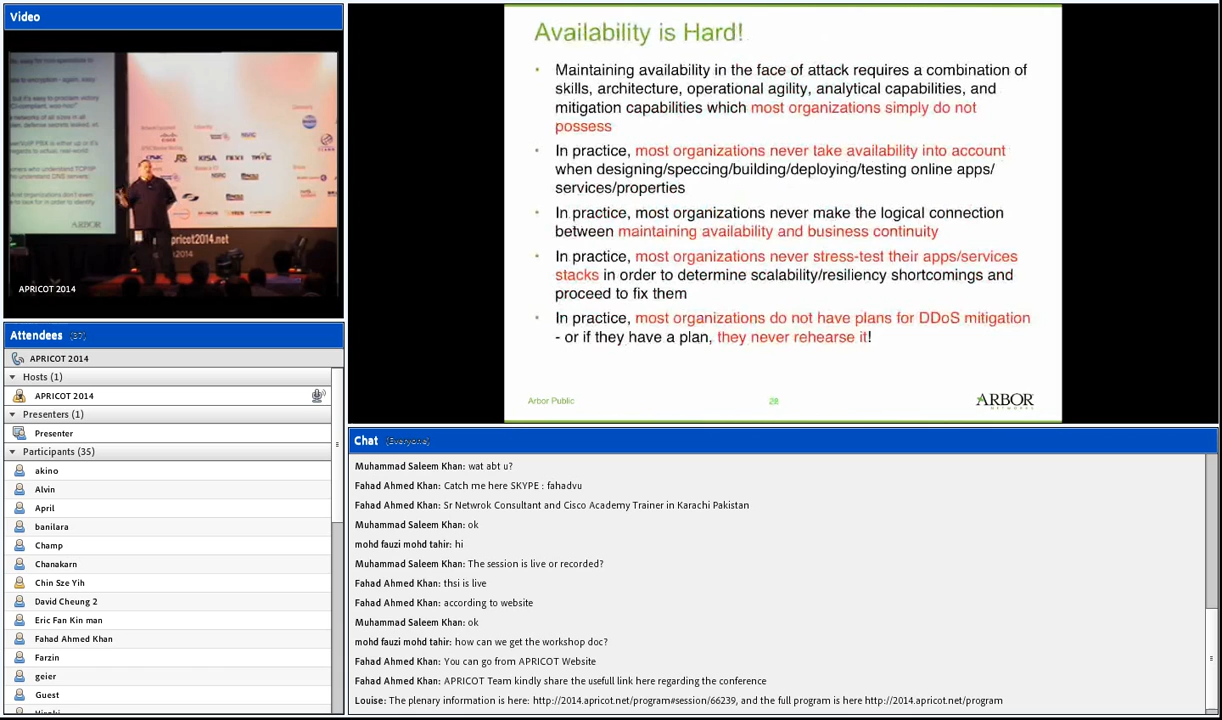 Video
APRICOT 2014
Attendees (37)
APRICOT 2014
Hosts (1)
APRICOT 2014
Presenters (1)
Presenter
Participants (35)
akino
Alvin
April
banilara
Champ
Chanakarn
Chin Sze Yih
David Cheung 2
Eric Fan Kin man
Fahad Ahmed Khan
Farzin
geier
Guest
KISA
ARBOR
apricot2014.net
Availability is Hard!
• Maintaining availability in the face of attack requires a combination of
skills, architecture, operational agility, analytical capabilities, and
mitigation capabilities which most organizations simply do not
possess
• In practice, most organizations never take availability into account
when designing/speccing/building/deploying/testing online apps/
services/properties
• In practice, most organizations never make the logical connection
between maintaining availability and business continuity
• In practice, most organizations never stress-test their apps/services
stacks in order to determine scalability/resiliency shortcomings and
proceed to fix them
• In practice, most organizations do not have plans for DDoS mitigation
- or if they have a plan, they never rehearse it!
Arbor Public
28
ARBOR
NETWORKS
Chat (Everyone)
Muhammad Saleem Khan: wat abt u?
Fahad Ahmed Khan: Catch me here SKYPE : fahadvu
Fahad Ahmed Khan: Sr Netwrok Consultant and Cisco Academy Trainer in Karachi Pakistan
Muhammad Saleem Khan: ok
mohd fauzi mohd tahir: hi
Muhammad Saleem Khan: The session is live or recorded?
Fahad Ahmed Khan: thsi is live
Fahad Ahmed Khan: according to website
Muhammad Saleem Khan: ok
mohd fauzi mohd tahir: how can we get the workshop doc?
Fahad Ahmed Khan: You can go from APRICOT Website
Fahad Ahmed Khan: APRICOT Team kindly share the usefull link here regarding the conference
Louise: The plenary information is here: http://2014.apricot.net/program#session/66239, and the full program is here http://2014.apricot.net/program